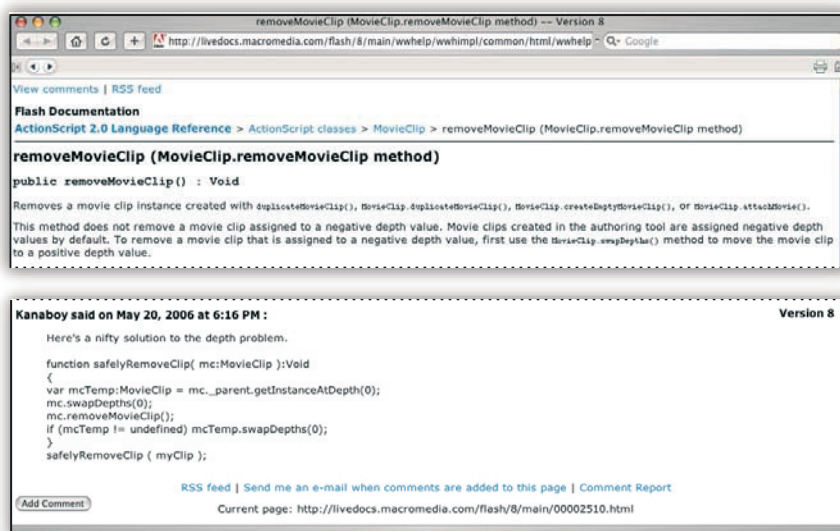 removeMovieClip (MovieClip.removeMovieClip method) -- Version 8
http://livedocs.macromedia.com/flash/8/main/wwhelp/wwhimpl/common/html/wwhelp
Google
View comments | RSS feed
Flash Documentation
ActionScript 2.0 Language Reference > ActionScript classes > MovieClip > removeMovieClip (MovieClip.removeMovieClip method)
removeMovieClip (MovieClip.removeMovieClip method)
public removeMovieClip() : Void
Removes a movie clip instance created with duplicateMovieClip(), MovieClip.duplicateMovieClip(), MovieClip.createEmptyMovieClip(), or MovieClip.attachMovie().
This method does not remove a movie clip assigned to a negative depth value. Movie clips created in the authoring tool are assigned negative depth
values by default. To remove a movie clip that is assigned to a negative depth value, first use the MovieClip.swapDepths() method to move the movie clip
to a positive depth value.
Kanaboy said on May 20, 2006 at 6:16 PM :
Version 8
Here's a nifty solution to the depth problem.
function safelyRemoveClip( mc:MovieClip ):Void
{
var mcTemp:MovieClip = mc._parent.getInstanceAtDepth(0);
mc.swapDepths(0);
mc.removeMovieClip();
if (mcTemp != undefined) mcTemp.swapDepths(0);
}
safelyRemoveClip ( myClip );
RSS feed | Send me an e-mail when comments are added to this page | Comment Report
Add Comment
Current page: http://livedocs.macromedia.com/flash/8/main/00002510.html